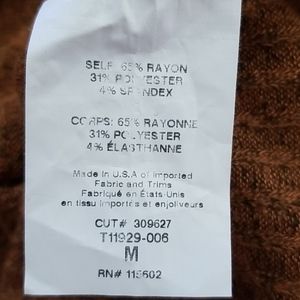 SELF: 65% RAYON
31% POLYESTER
4% SPANDEX
CORPS: 65% RAYONNE
31% POLYESTER
4% ÉLASTHANNE
Made in U.S.A of Imported
Fabric and Trims
Fabriqué en États-Unis
en tissu importés et enjoliveurs
CUT# 309627
T11929-006
M
RN# 115602